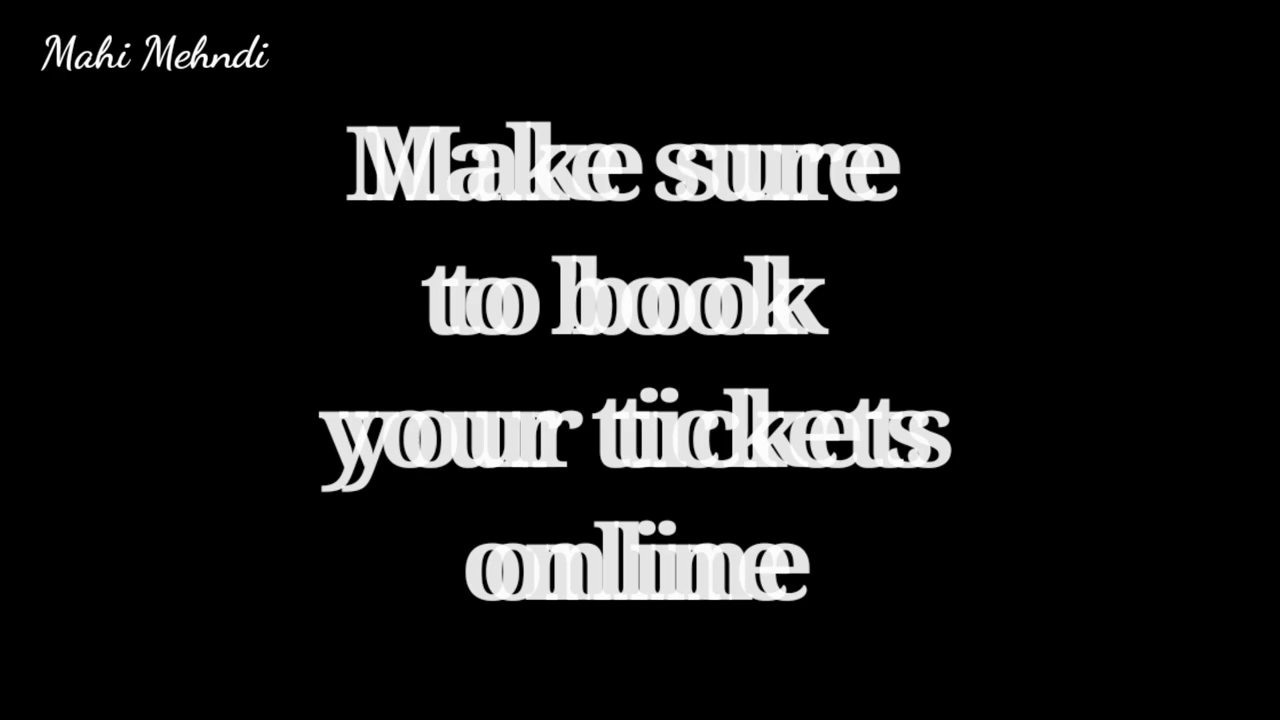 Mahi Mehndi
Make sure
to book
your tickets
online